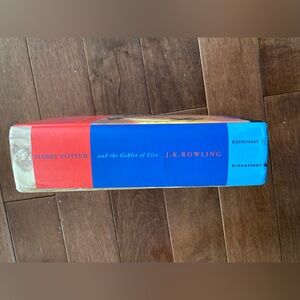 HARRY POTTER and the Goblet of Fire J.K.ROWLING
RAINCOAST
BLOOMSBURY